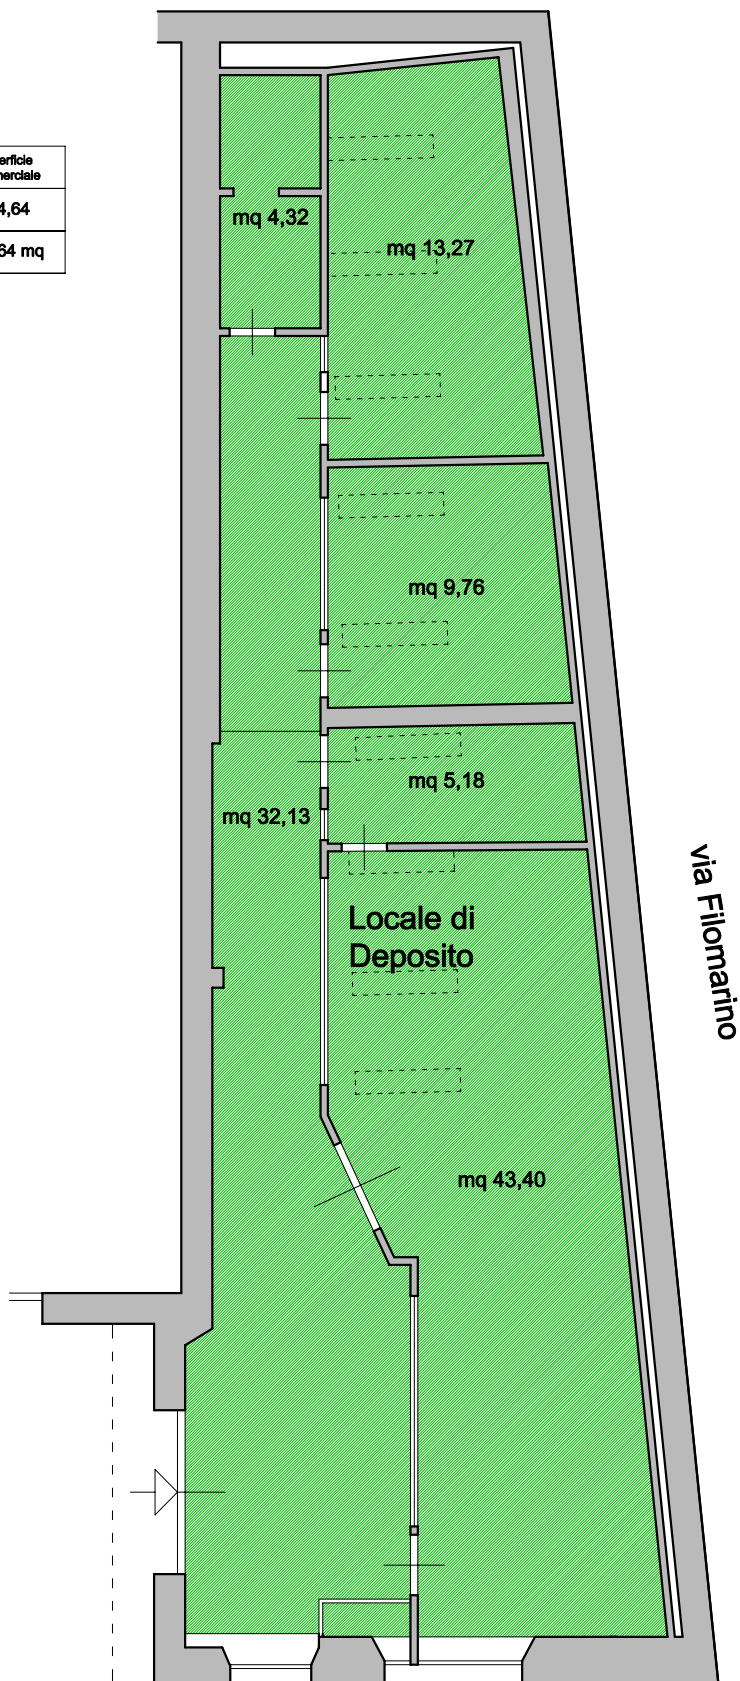 mq 4,32
mq 13,27
mq 9,76
mq 5,18
mq 32,13
Locale di
Deposito
via Filomarino
mq 43,40